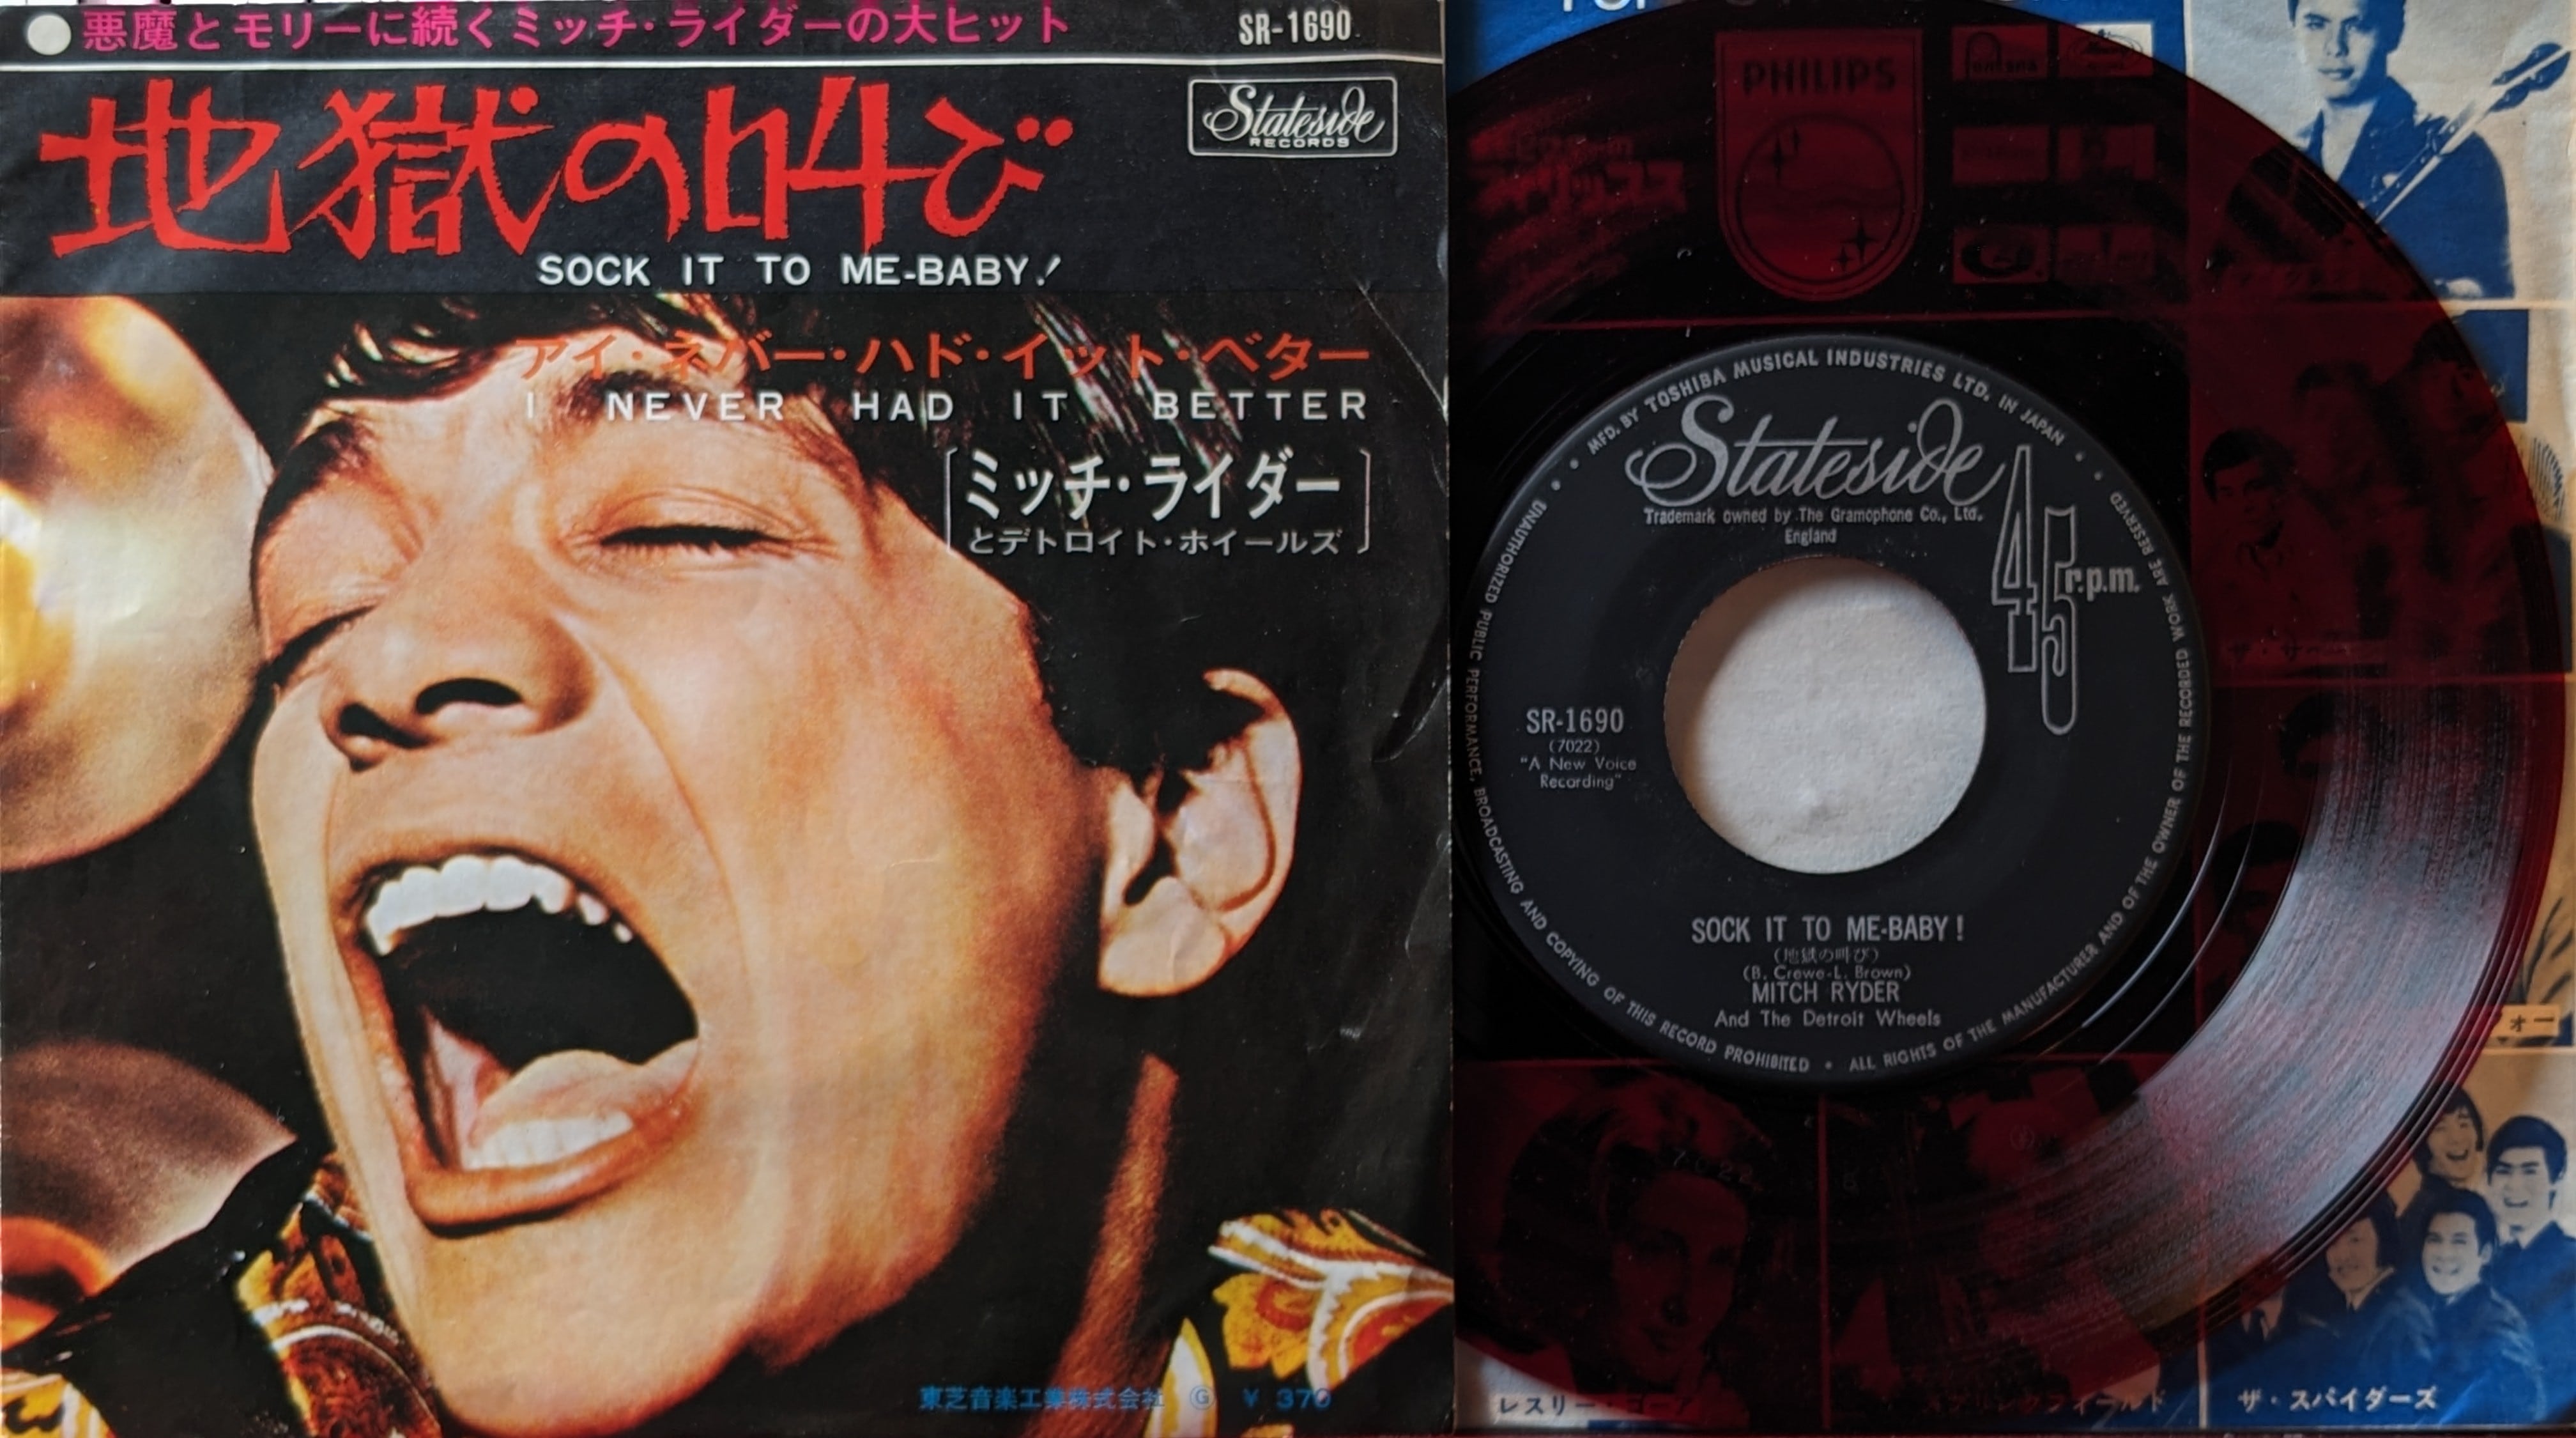 悪魔とモリーに続くミッチ・ライダーの大ヒット
SR-1690
地獄の叫び
Stateside
RECORDS
SOCK IT TO ME-BABY!
アイ・ネバー・ハド・イット・ベター
I NEVER HAD IT BETTER
ミッチ・ライダー
とデトロイト・ホイールズ
東芝音楽工業株式会社 Ⓖ ¥ 370
PHILIPS
MFD. BY TOSHIBA MUSICAL INDUSTRIES LTD. IN JAPAN
Stateside
Trademark owned by The Gramophone Co., Ltd.
England
45 r.p.m.
SR-1690
(7022)
"A New Voice
Recording"
SOCK IT TO ME-BABY!
(地獄の叫び)
(B. Crewe-L. Brown)
MITCH RYDER
And The Detroit Wheels
UNAUTHORIZED PUBLIC PERFORMANCE, BROADCASTING AND COPYING OF THIS RECORD PROHIBITED • ALL RIGHTS OF THE MANUFACTURER AND OF THE OWNER OF THE RECORDED WORK ARE RESERVED
レスリー・ゴーア
ザ・スパイダーズ